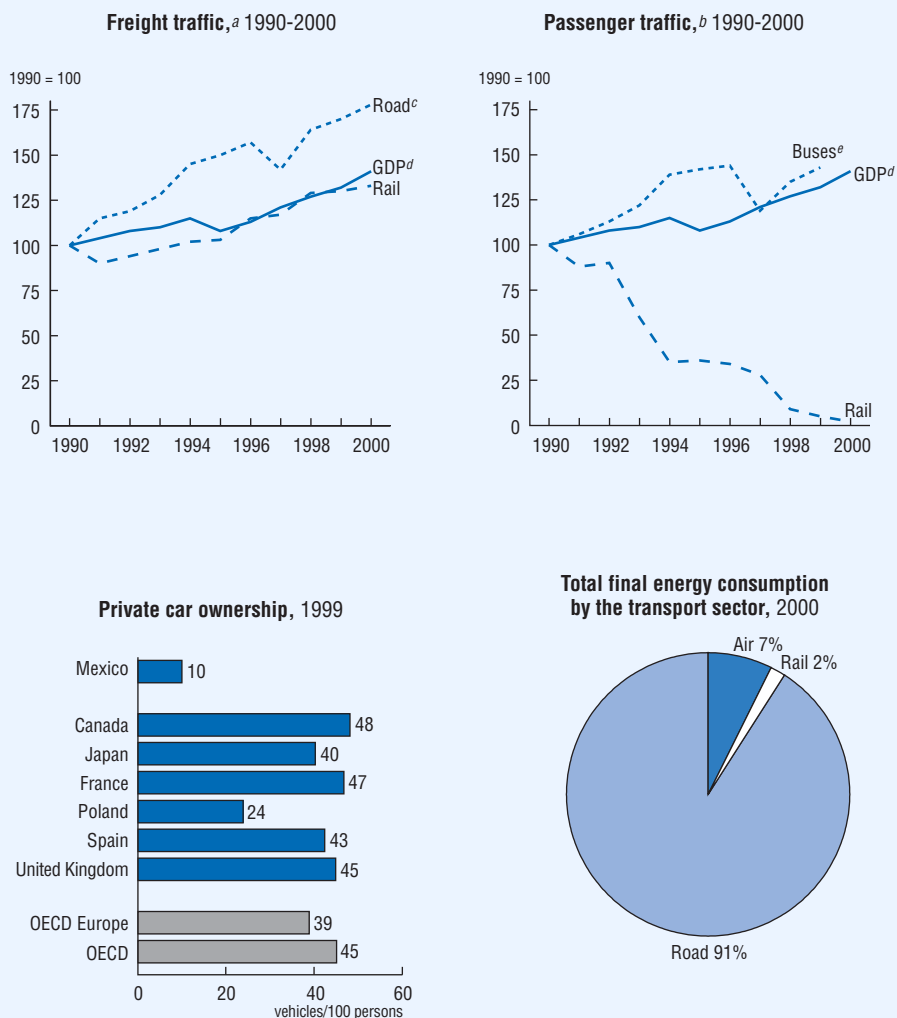 Freight traffic,a 1990-2000
1990 = 100
175
150
125
100
75
50
25
0
Roadc
GDPd
Rail
1990 1992 1994 1996 1998 2000
Passenger traffic,b 1990-2000
1990 = 100
175
150
125
100
75
50
25
0
Busese
GDPd
Rail
1990 1992 1994 1996 1998 2000
Private car ownership, 1999
Mexico 10
Canada 48
Japan 40
France 47
Poland 24
Spain 43
United Kingdom 45
OECD Europe 39
OECD 45
0 20 40 60
vehicles/100 persons
Total final energy consumption
by the transport sector, 2000
Air 7%
Rail 2%
Road 91%